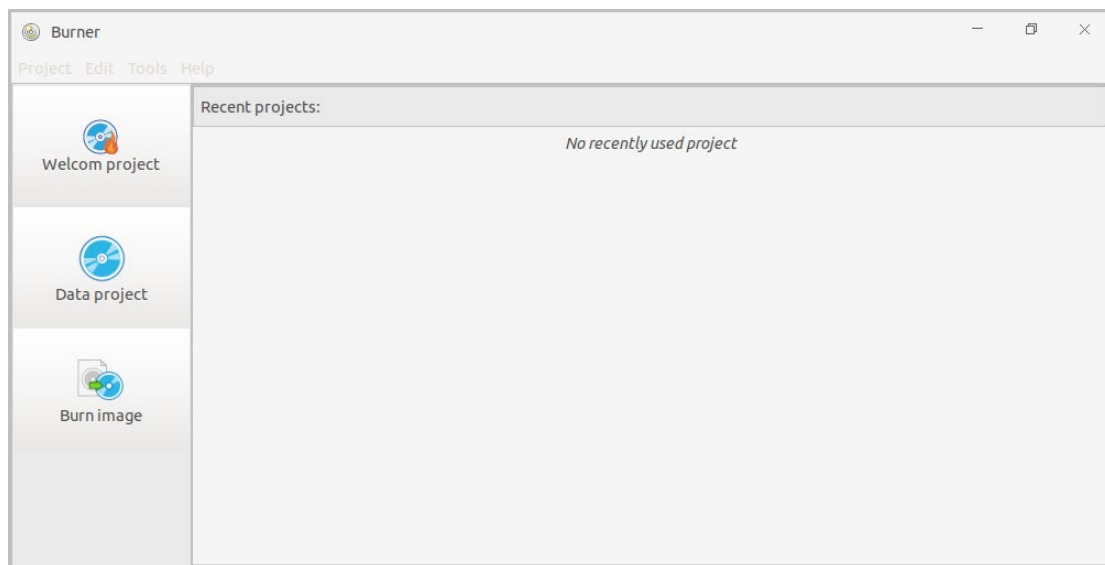 Burner
Project Edit Tools Help
Recent projects:
No recently used project
Welcom project
Data project
Burn image